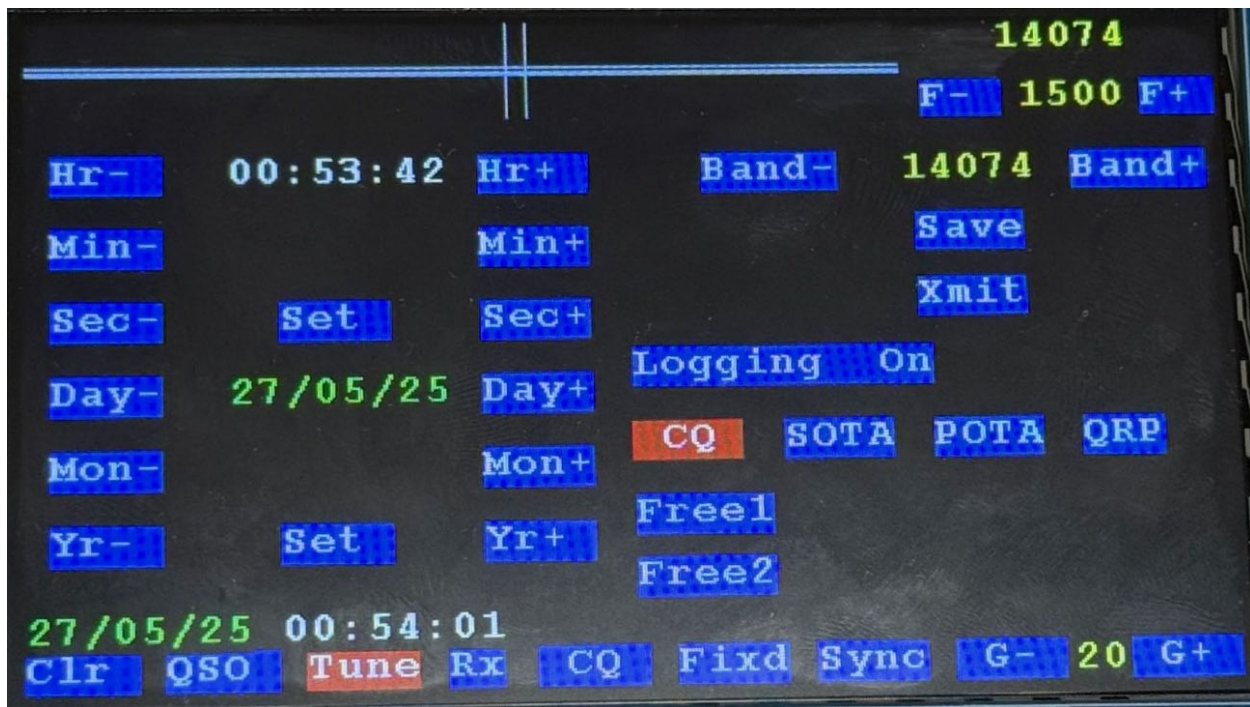 14074
F- 1500 F+
Hr- 00:53:42 Hr+ Band- 14074 Band+
Min- Min+ Save
Xmit
Sec- Set Sec+
Logging On
Day- 27/05/25 Day+
CQ SOTA POTA QRP
Mon- Mon+
Free1
Yr- Set Yr+
Free2
27/05/25 00:54:01
Clr QSO Tune Rx CQ Fixd Sync G- 20 G+